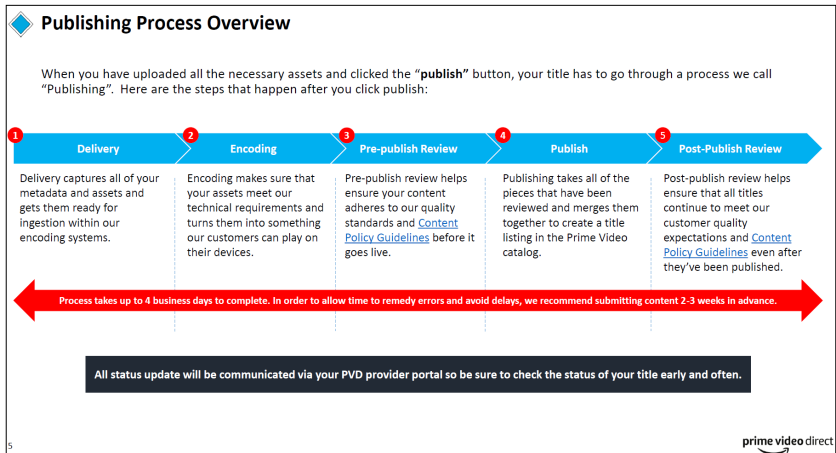 Publishing Process Overview
When you have uploaded all the necessary assets and clicked the “publish” button, your title has to go through a process we call
“Publishing”.  Here are the steps that happen after you click publish:
1
Delivery
2
Encoding
3
Pre-publish Review
4
Publish
5
Post-Publish Review
Delivery captures all of your
metadata and assets and
gets them ready for
ingestion within our
encoding systems.
Encoding makes sure that
your assets meet our
technical requirements and
turns them into something
our customers can play on
their devices.
Pre-publish review helps
ensure your content
adheres to our quality
standards and Content
Policy Guidelines before it
goes live.
Publishing takes all of the
pieces that have been
reviewed and merges them
together to create a title
listing in the Prime Video
catalog.
Post-publish review helps
ensure that all titles
continue to meet our
customer quality
expectations and Content
Policy Guidelines even after
they’ve been published.
Process takes up to 4 business days to complete. In order to allow time to remedy errors and avoid delays, we recommend submitting content 2-3 weeks in advance.
All status update will be communicated via your PVD provider portal so be sure to check the status of your title early and often.
5
prime video direct